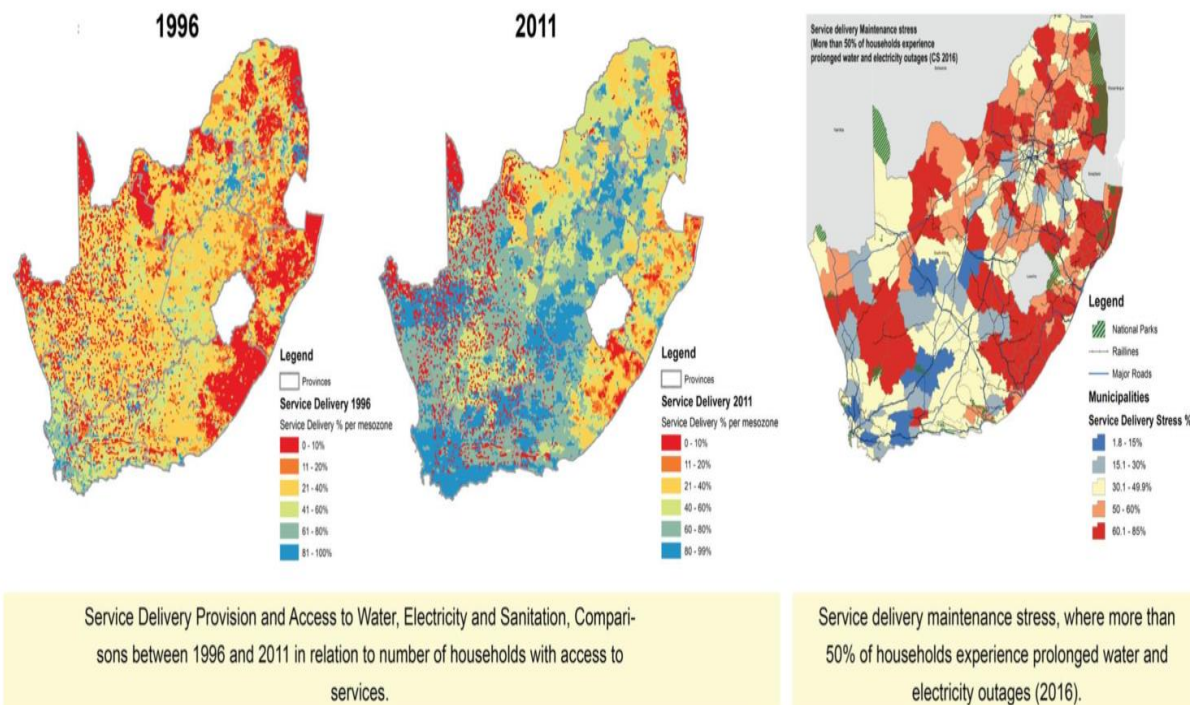 1996
2011
Legend
Provinces
Service Delivery 1996
Service Delivery % per mesozone
0 - 10%
11 - 20%
21 - 40%
41 - 60%
61 - 80%
81 - 100%
Legend
Provinces
Service Delivery 2011
Service Delivery % per mesozone
0 - 10%
11 - 20%
21 - 40%
40 - 60%
60 - 80%
80 - 99%
Service delivery Maintenance stress
(More than 50% of households experience
prolonged water and electricity outages (CS 2016)
Legend
National Parks
Raillines
Major Roads
Municipalities
Service Delivery Stress %
1.8 - 15%
15.1 - 30%
30.1 - 49.9%
50 - 60%
60.1 - 85%
Service Delivery Provision and Access to Water, Electricity and Sanitation, Compari-
sons between 1996 and 2011 in relation to number of households with access to
services.
Service delivery maintenance stress, where more than
50% of households experience prolonged water and
electricity outages (2016).